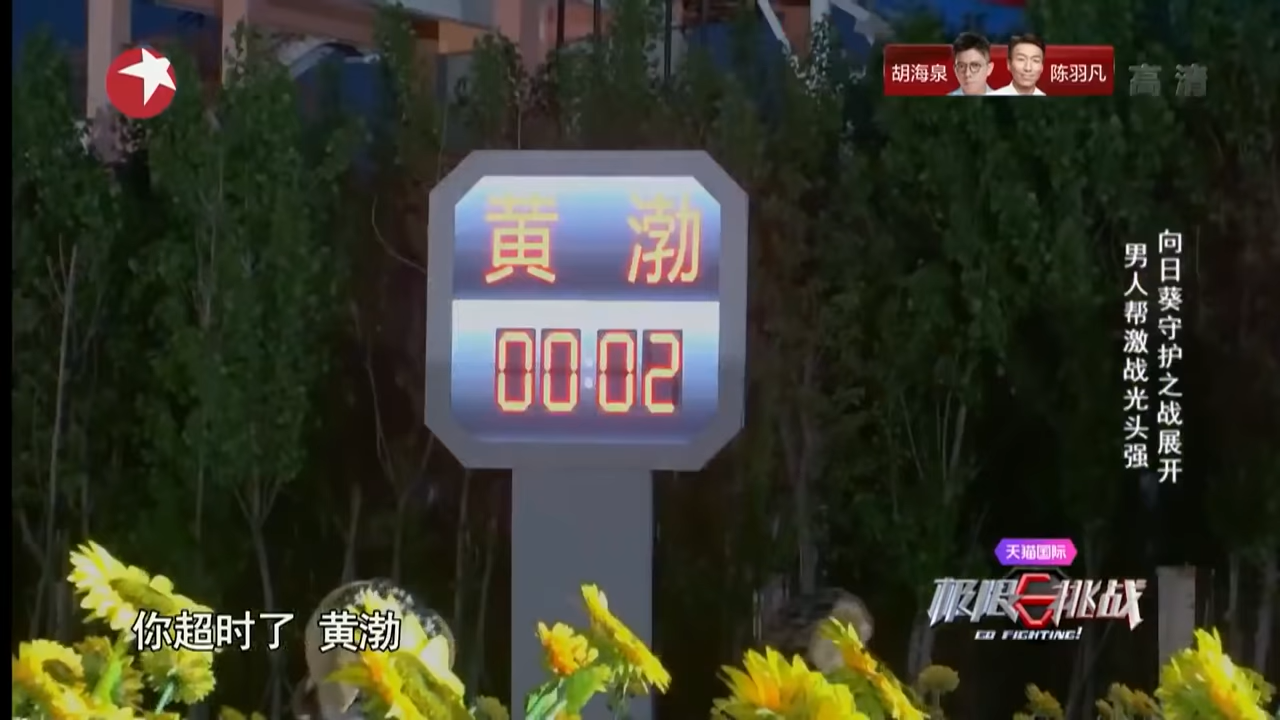 胡海泉 陈羽凡 高清
黄 渤
00:02
向日葵守护之战展开
男人帮激战光头强
天猫国际
极限挑战
GO FIGHTING!
你超时了 黄渤